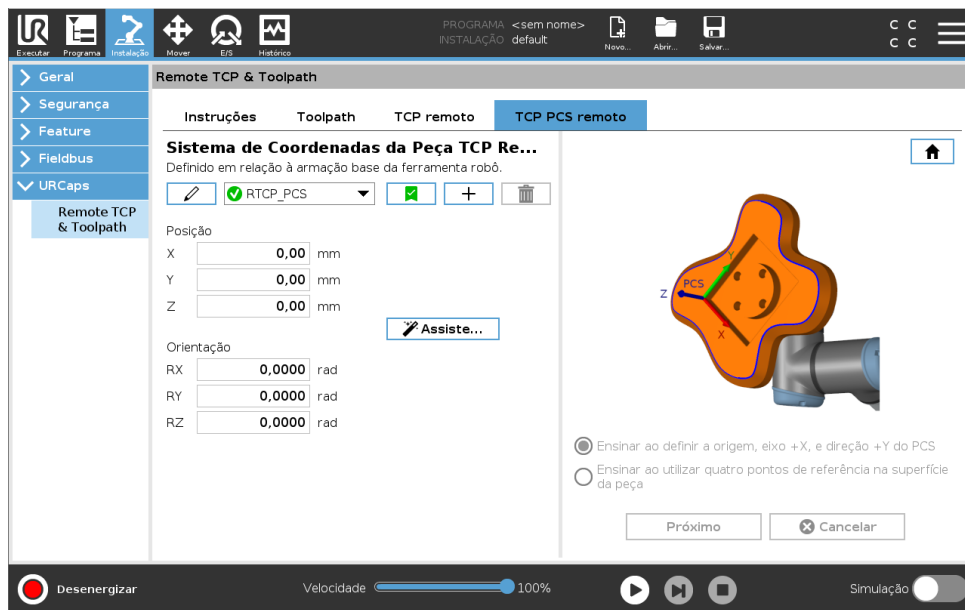 UR
PROGRAMA <sem nome>
INSTALAÇÃO default
Executar Programa Instalação Mover E/S Histórico Novo... Abrir... Salvar...
C C
C C
Geral
Segurança
Feature
Fieldbus
URCaps
Remote TCP
& Toolpath
Remote TCP & Toolpath
Instruções Toolpath TCP remoto TCP PCS remoto
Sistema de Coordenadas da Peça TCP Re...
Definido em relação à armação base da ferramenta robô.
RTCP_PCS
Posição
X 0,00 mm
Y 0,00 mm
Z 0,00 mm
Assiste...
Orientação
RX 0,0000 rad
RY 0,0000 rad
RZ 0,0000 rad
Y
PCS
Z
X
Ensinar ao definir a origem, eixo +X, e direção +Y do PCS
Ensinar ao utilizar quatro pontos de referência na superfície
da peça
Próximo Cancelar
Desenergizar Velocidade 100% Simulação